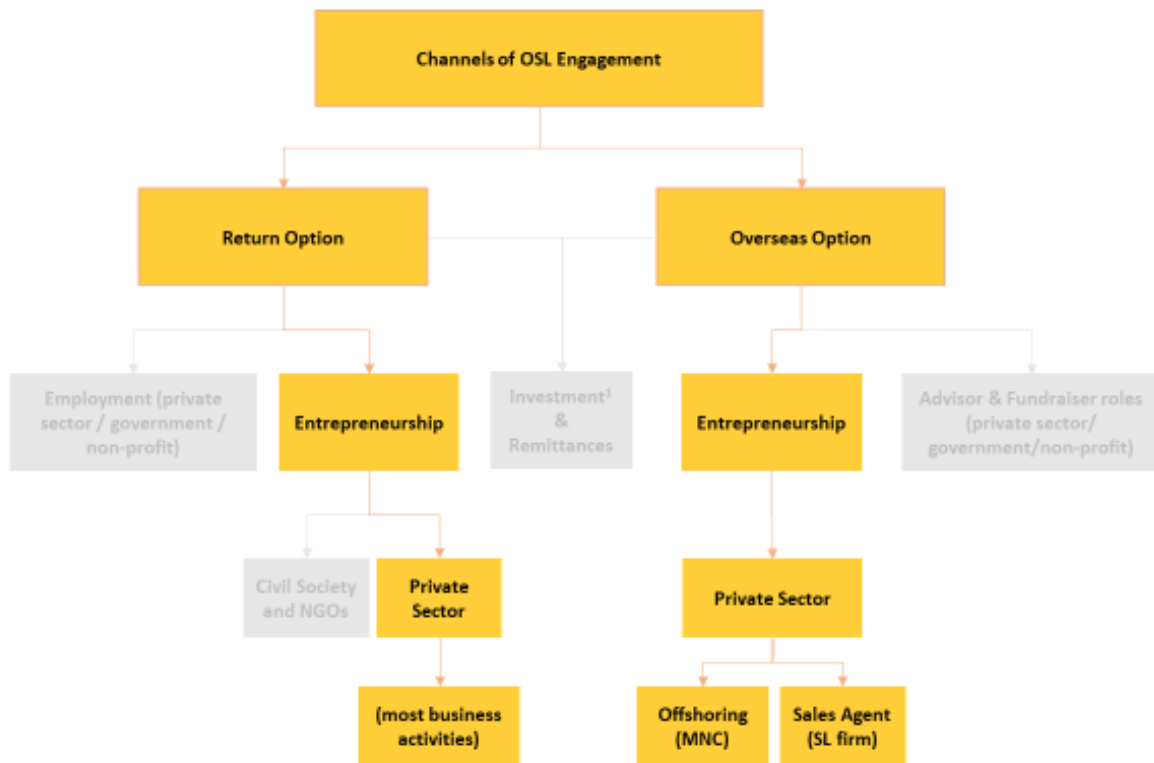 Channels of OSL Engagement
Return Option
Overseas Option
Employment (private
sector / government /
non-profit)
Entrepreneurship
Investment¹
&
Remittances
Entrepreneurship
Advisor & Fundraiser roles
(private sector/
government/non-profit)
Civil Society
and NGOs
Private
Sector
Private Sector
(most business
activities)
Offshoring
(MNC)
Sales Agent
(SL firm)